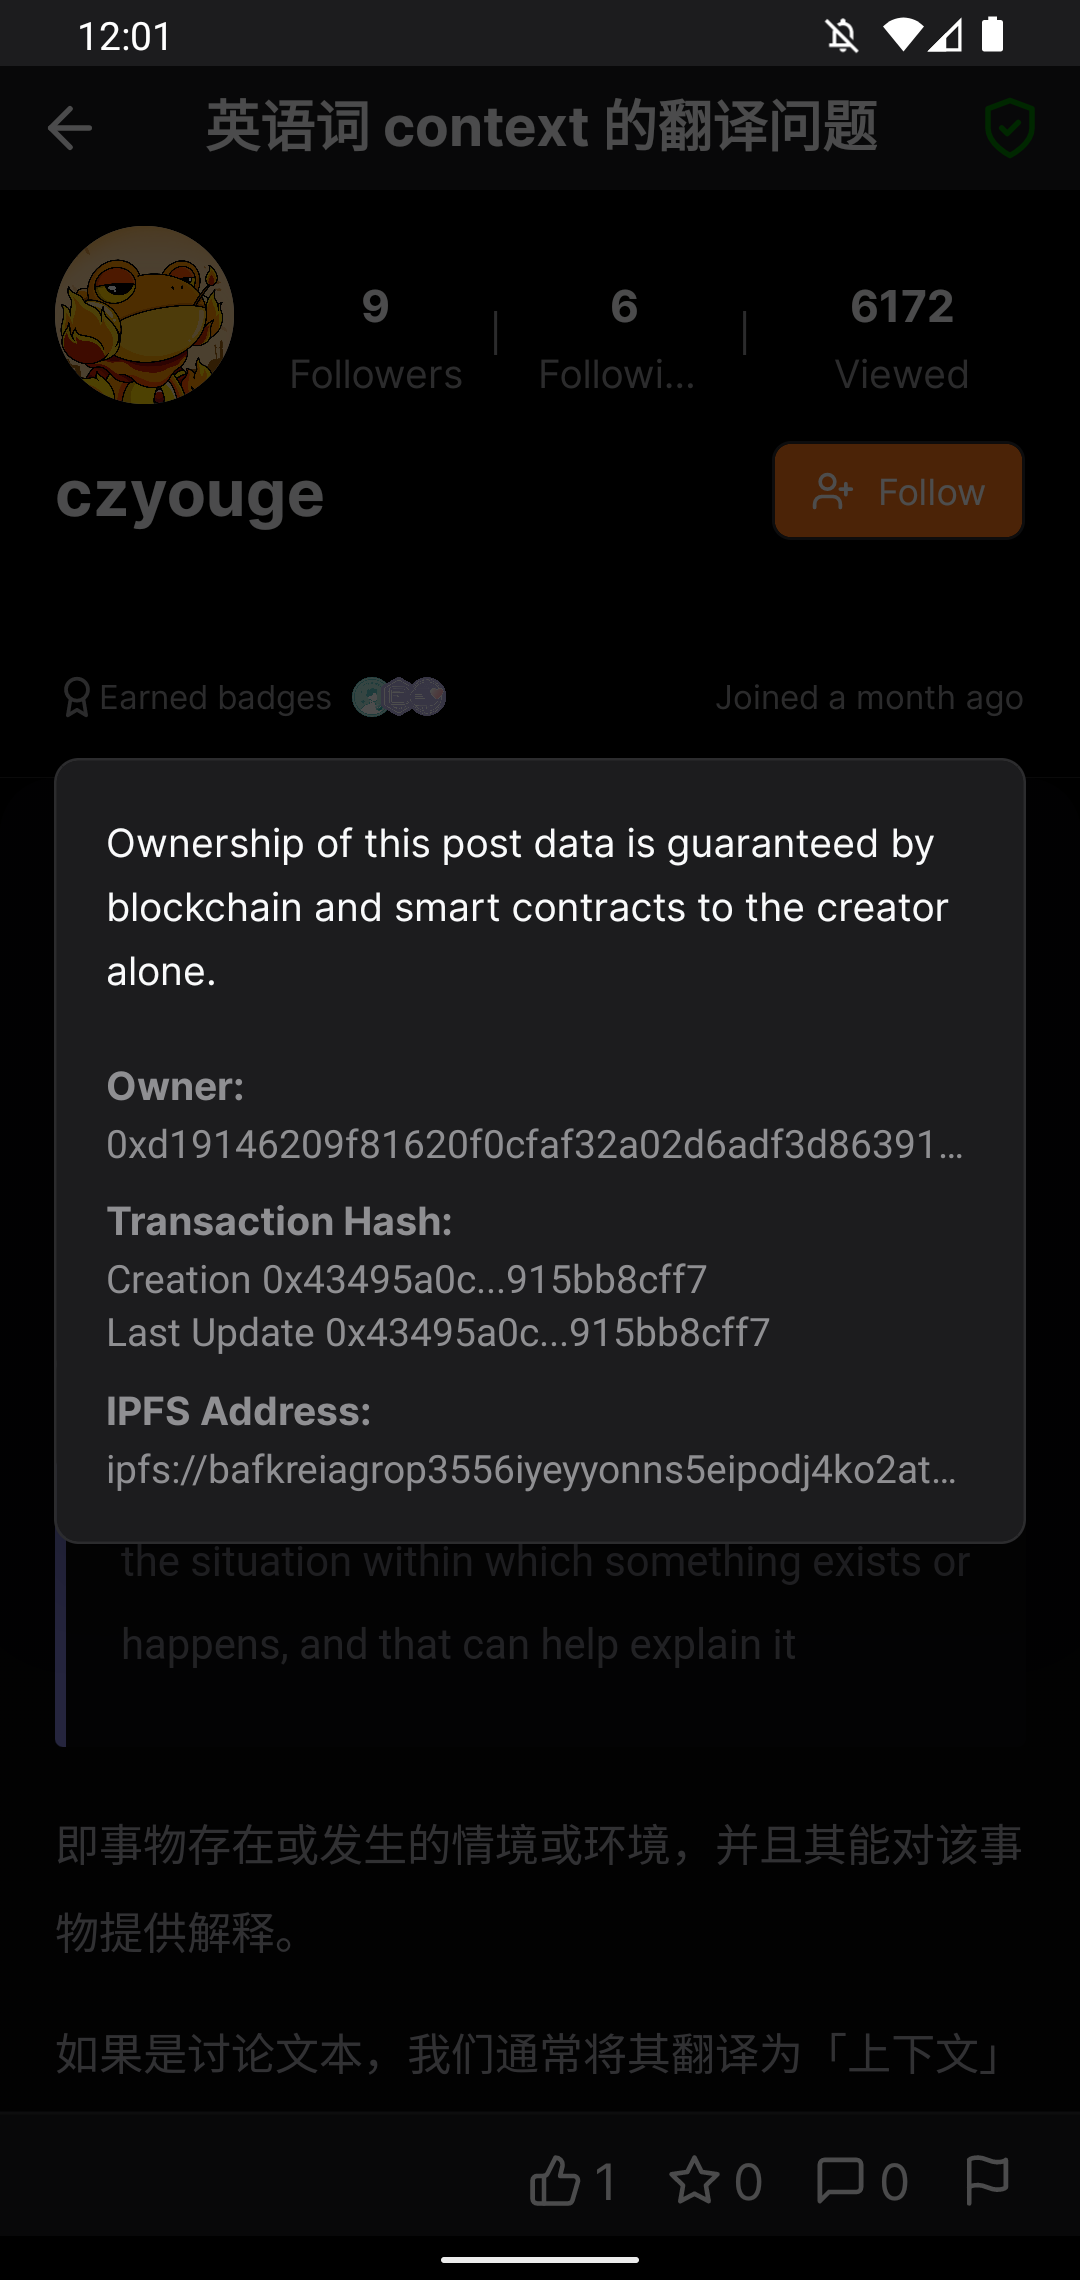 12:01
英语词 context 的翻译问题
9
6
6172
Followers
Followi...
Viewed
czyouge
Follow
Earned badges
Joined a month ago
Ownership of this post data is guaranteed by
blockchain and smart contracts to the creator
alone.
Owner:
0xd19146209f81620f0cfaf32a02d6adf3d86391...
Transaction Hash:
Creation 0x43495a0c...915bb8cff7
Last Update 0x43495a0c...915bb8cff7
IPFS Address:
ipfs://bafkreiagrop3556iyeyyonns5eipodj4ko2at...
the situation within which something exists or
happens, and that can help explain it
即事物存在或发生的情境或环境，并且其能对该事
物提供解释。
如果是讨论文本，我们通常将其翻译为「上下文」
1
0
0